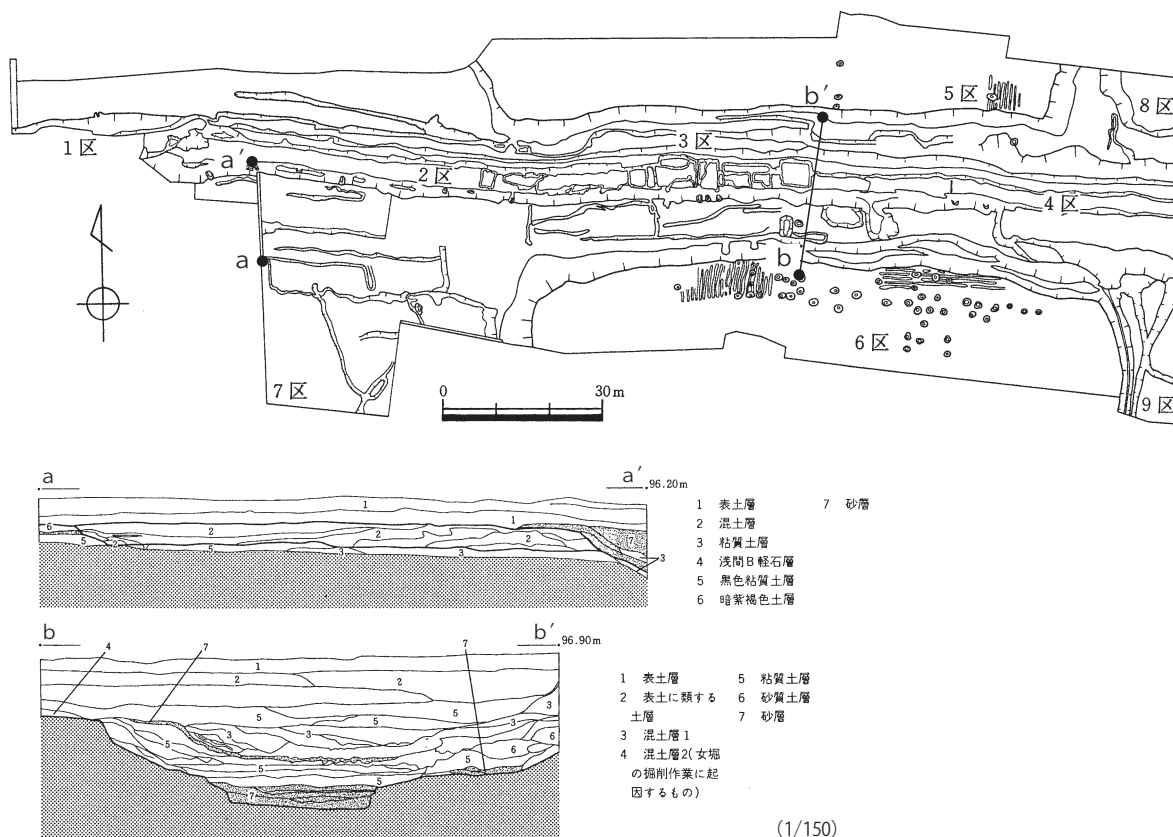 5区
8区
b'
1区
3区
a'
2区
4区
a
b
6区
7区
0 30m
9区
a a' 96.20m
1 1
6 2 2 7
5 2 5 3 3 3
1 表土層 7 砂層
2 混土層
3 粘質土層
4 浅間B軽石層
5 黒色粘質土層
6 暗紫褐色土層
b 4 7 7 b' 96.90m
1
2 2
5 5 3 3
3 3 6
5 5 6
5 5
7
1 表土層 5 粘質土層
2 表土に類する 6 砂質土層
土層 7 砂層
3 混土層1
4 混土層2(女堀
の掘削作業に起
因するもの)
(1/150)